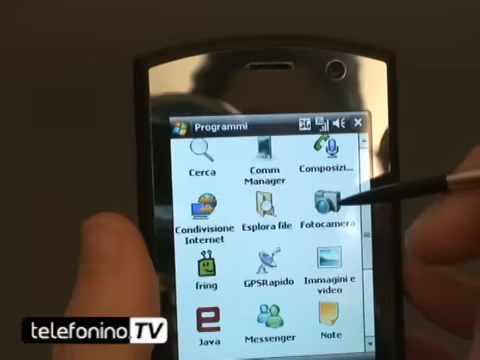 Programmi
3G
Cerca
Comm
Manager
Composizi...
Condivisione
Internet
Esplora file
Fotocamera
fring
GPSRapido
Immagini e
video
Java
Messenger
Note
telefonino.TV